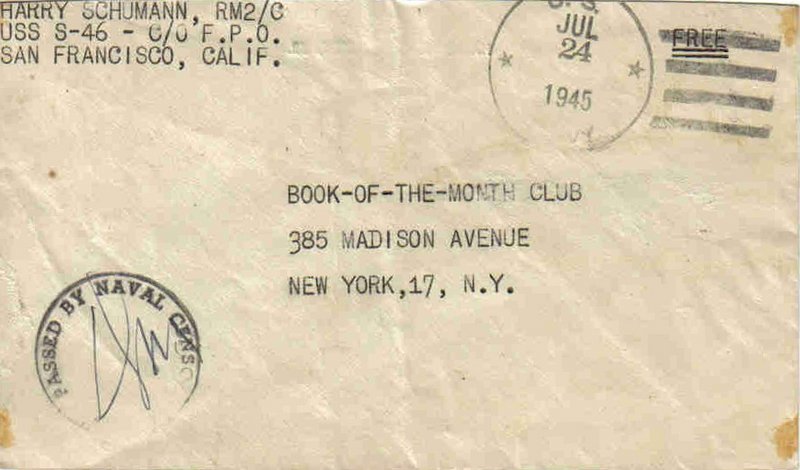 HARRY SCHUMANN, RM2/C
USS S-46 - C/O F.P.O.
SAN FRANCISCO, CALIF.
U.S.
JUL
24
1945
FREE
BOOK-OF-THE-MONTH CLUB
385 MADISON AVENUE
NEW YORK,17, N.Y.
PASSED BY NAVAL CENSO